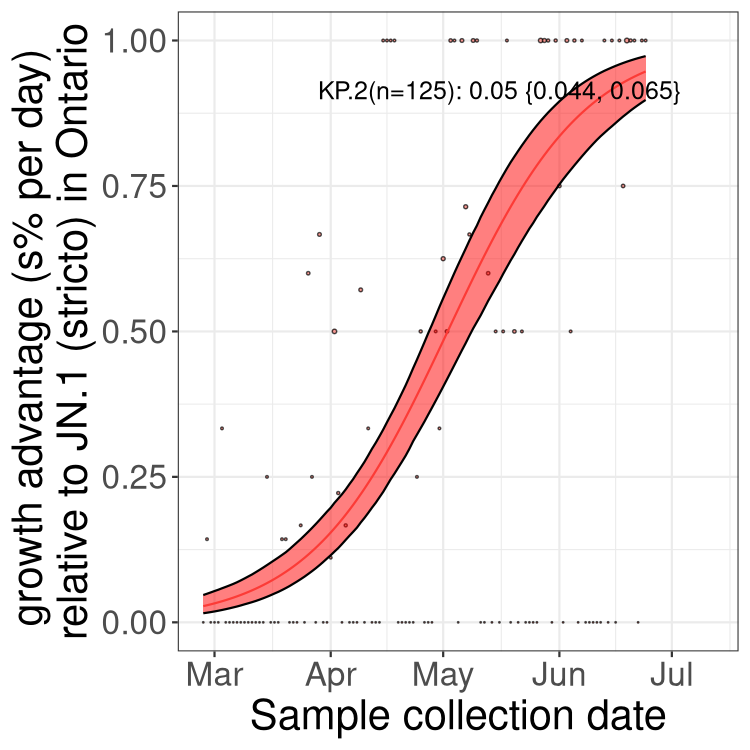 growth advantage (s% per day)
relative to JN.1 (stricto) in Ontario
1.00
0.75
0.50
0.25
0.00
KP.2(n=125): 0.05 {0.044, 0.065}
Mar Apr May Jun Jul
Sample collection date